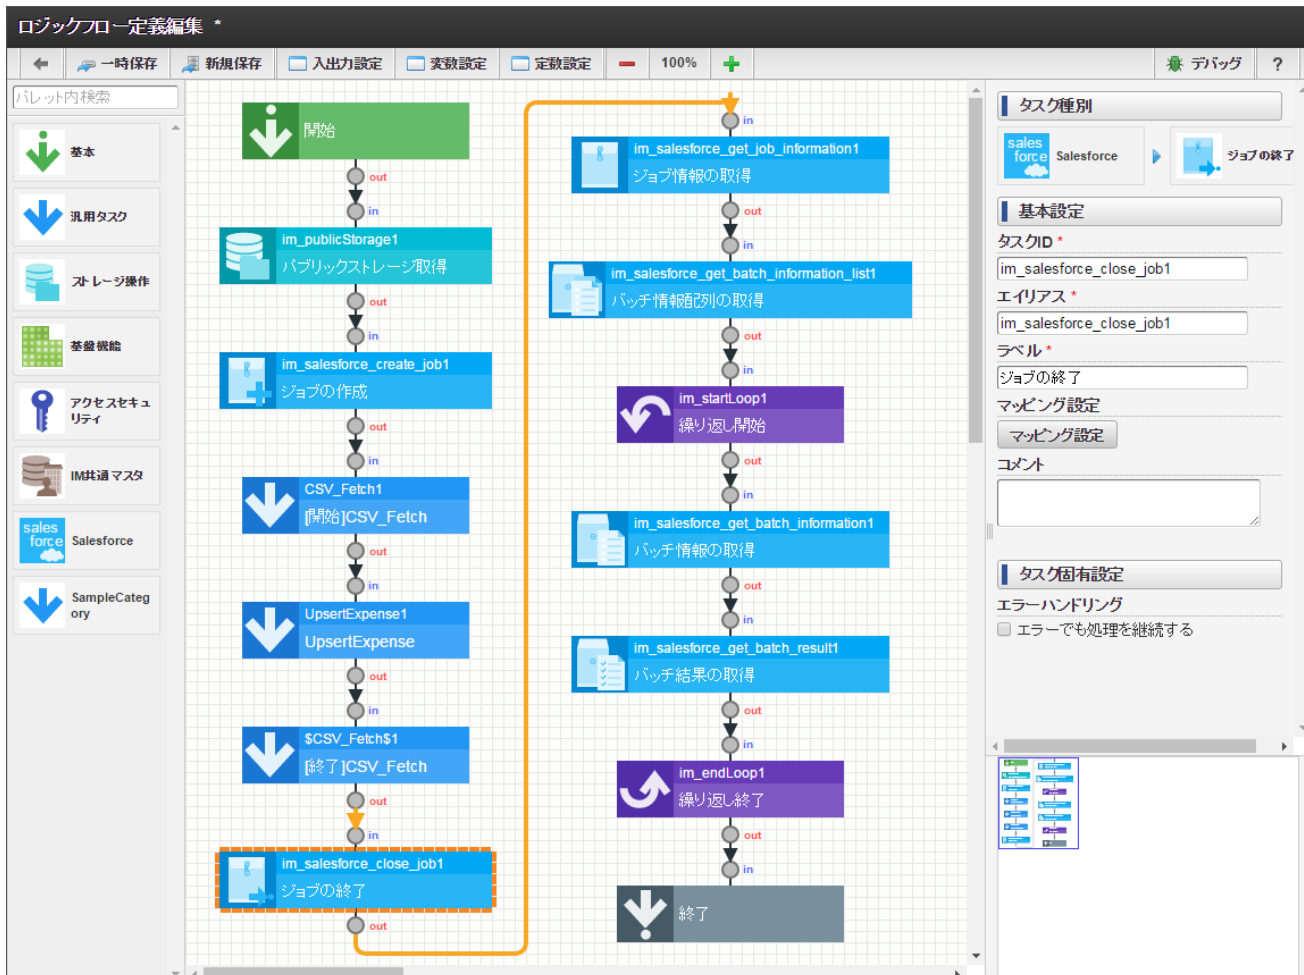 ロジックフロー定義編集 *
一時保存
新規保存
入出力設定
変数設定
定数設定
100%
デバッグ
?
パレット内検索
基本
汎用タスク
ストレージ操作
基盤機能
アクセスセキュ
リティ
IM共通マスタ
sales
force
Salesforce
SampleCateg
ory
開始
out
in
im_publicStorage1
パブリックストレージ取得
out
in
im_salesforce_create_job1
ジョブの作成
out
in
CSV_Fetch1
[開始]CSV_Fetch
out
in
UpsertExpense1
UpsertExpense
out
in
$CSV_Fetch$1
[終了]CSV_Fetch
out
in
im_salesforce_close_job1
ジョブの終了
out
in
im_salesforce_get_job_information1
ジョブ情報の取得
out
in
im_salesforce_get_batch_information_list1
バッチ情報配列の取得
out
in
im_startLoop1
繰り返し開始
out
in
im_salesforce_get_batch_information1
バッチ情報の取得
out
in
im_salesforce_get_batch_result1
バッチ結果の取得
out
in
im_endLoop1
繰り返し終了
out
in
終了
タスク種別
sales
force
Salesforce
ジョブの終了
基本設定
タスクID *
im_salesforce_close_job1
エイリアス *
im_salesforce_close_job1
ラベル *
ジョブの終了
マッピング設定
マッピング設定
コメント
タスク固有設定
エラーハンドリング
エラーでも処理を継続する